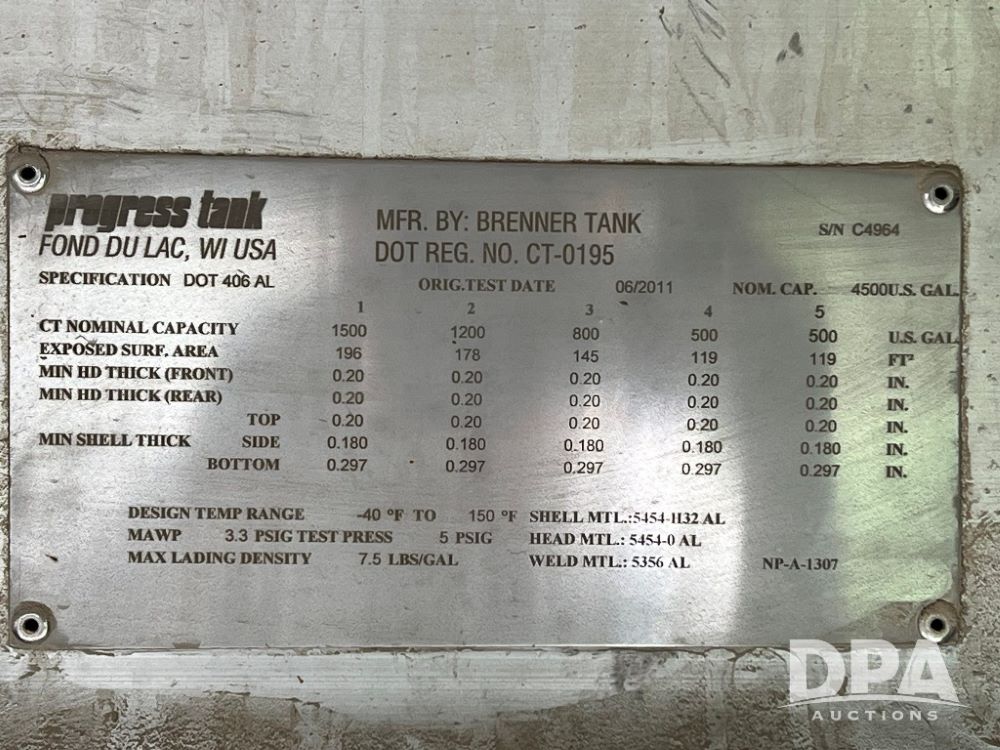 progress tank
FOND DU LAC, WI USA
MFR. BY: BRENNER TANK
DOT REG. NO. CT-0195
S/N C4964
SPECIFICATION DOT 406 AL ORIG.TEST DATE 06/2011 NOM. CAP. 4500U.S. GAL.
1 2 3 4 5
CT NOMINAL CAPACITY 1500 1200 800 500 500 U.S. GAL.
EXPOSED SURF. AREA 196 178 145 119 119 FT²
MIN HD THICK (FRONT) 0.20 0.20 0.20 0.20 0.20 IN.
MIN HD THICK (REAR) 0.20 0.20 0.20 0.20 0.20 IN.
TOP 0.20 0.20 0.20 0.20 0.20 IN.
MIN SHELL THICK SIDE 0.180 0.180 0.180 0.180 0.180 IN.
BOTTOM 0.297 0.297 0.297 0.297 0.297 IN.
DESIGN TEMP RANGE -40 °F TO 150 °F SHELL MTL.:5454-H32 AL
MAWP 3.3 PSIG TEST PRESS 5 PSIG HEAD MTL.: 5454-0 AL
MAX LADING DENSITY 7.5 LBS/GAL WELD MTL.: 5356 AL NP-A-1307
DPA
AUCTIONS